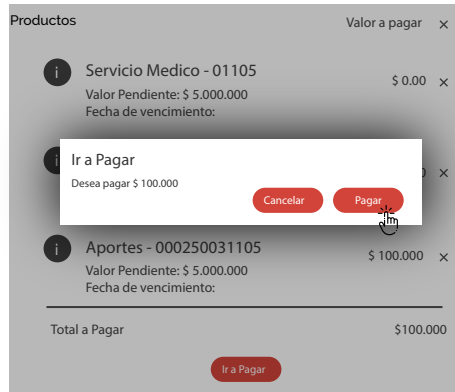 Productos
Valor a pagar ×
i
Servicio Medico - 01105
$ 0.00 ×
Valor Pendiente: $ 5.000.000
Fecha de vencimiento:
Ir a Pagar
Desea pagar $ 100.000
Cancelar
Pagar
×
i
Aportes - 000250031105
$ 100.000 ×
Valor Pendiente: $ 5.000.000
Fecha de vencimiento:
Total a Pagar
$100.000
Ir a Pagar